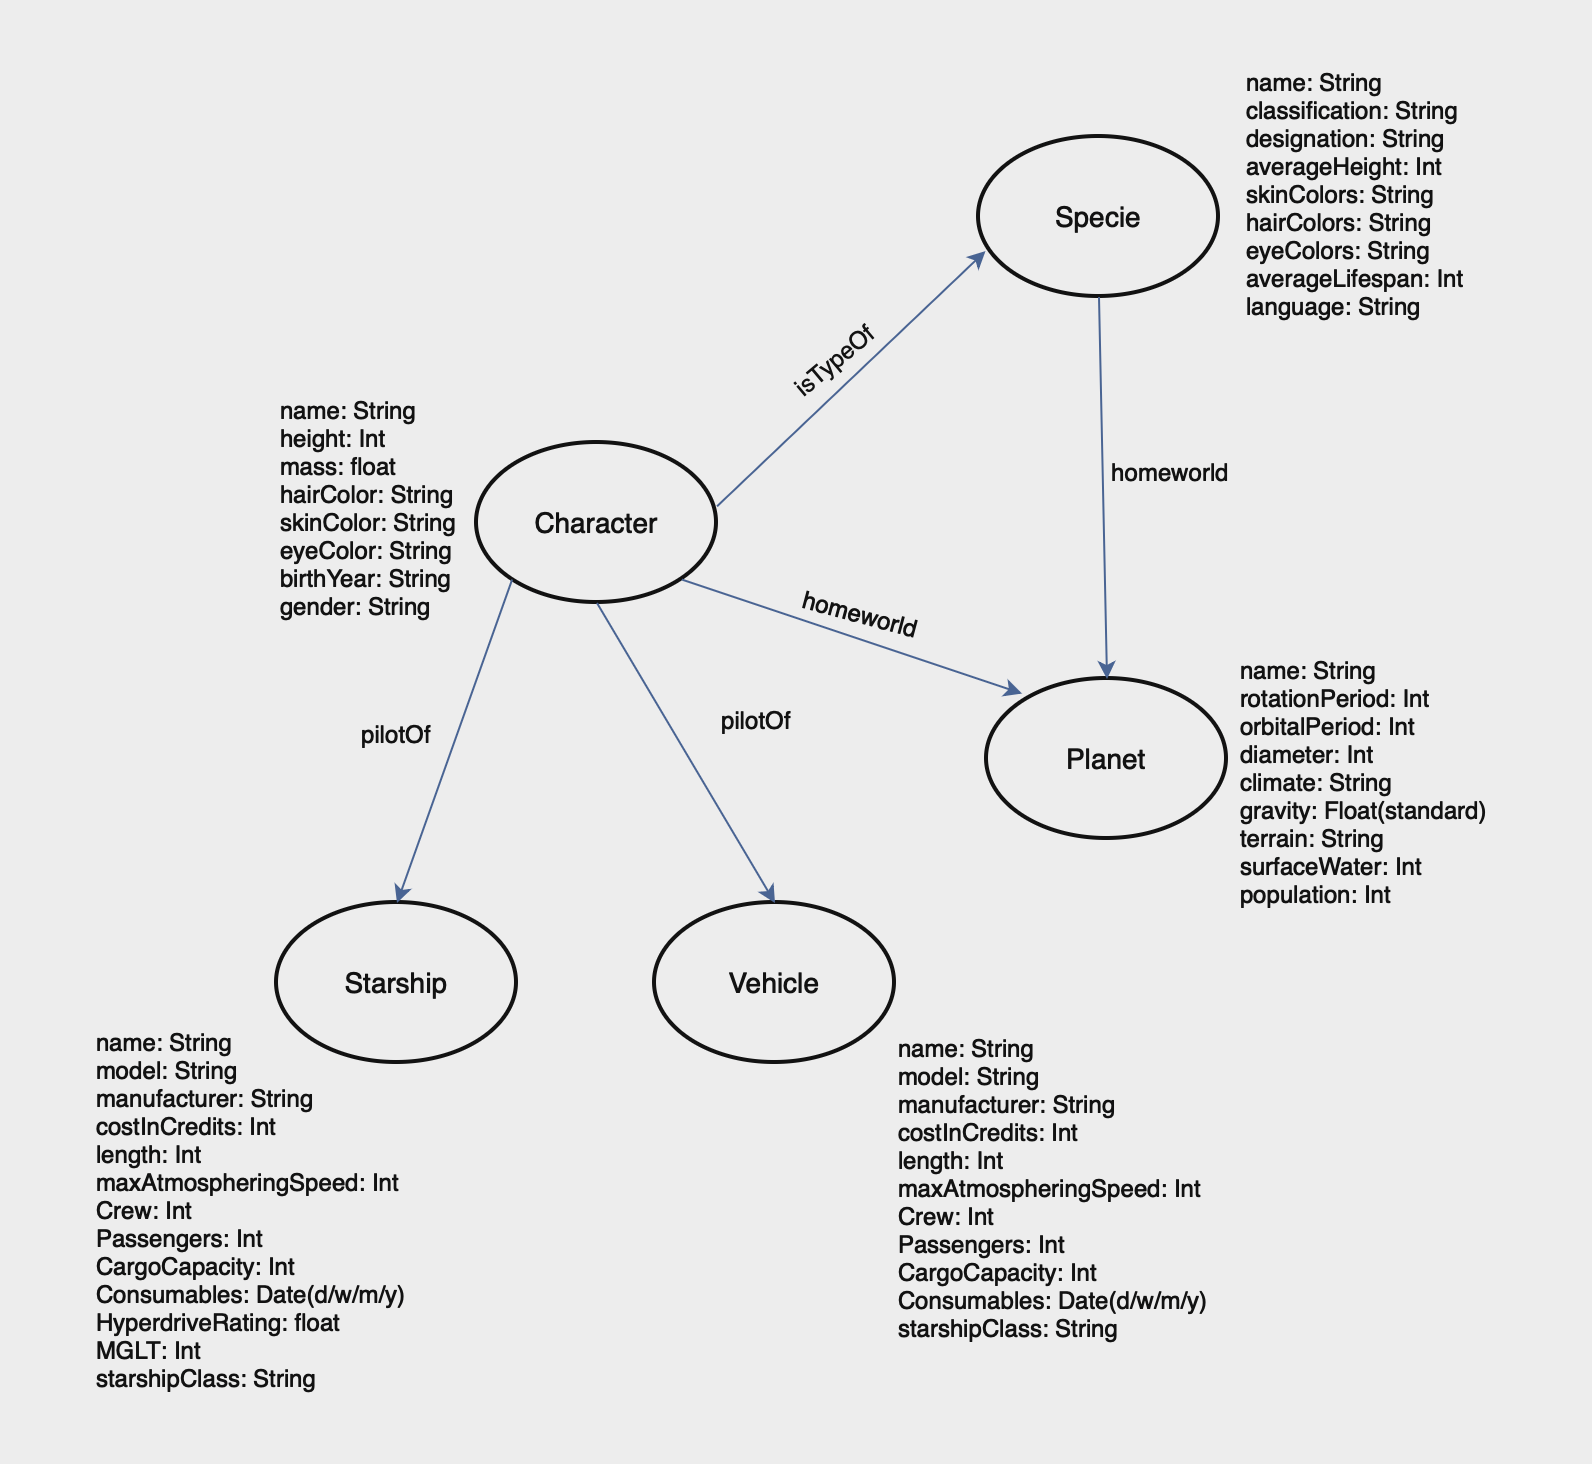 name: String
classification: String
designation: String
averageHeight: Int
skinColors: String
hairColors: String
eyeColors: String
averageLifespan: Int
language: String
Specie
isTypeOf
homeworld
name: String
height: Int
mass: float
hairColor: String
skinColor: String
eyeColor: String
birthYear: String
gender: String
Character
homeworld
pilotOf
pilotOf
name: String
rotationPeriod: Int
orbitalPeriod: Int
diameter: Int
climate: String
gravity: Float(standard)
terrain: String
surfaceWater: Int
population: Int
Planet
Starship
Vehicle
name: String
model: String
manufacturer: String
costInCredits: Int
length: Int
maxAtmospheringSpeed: Int
Crew: Int
Passengers: Int
CargoCapacity: Int
Consumables: Date(d/w/m/y)
HyperdriveRating: float
MGLT: Int
starshipClass: String
name: String
model: String
manufacturer: String
costInCredits: Int
length: Int
maxAtmospheringSpeed: Int
Crew: Int
Passengers: Int
CargoCapacity: Int
Consumables: Date(d/w/m/y)
starshipClass: String